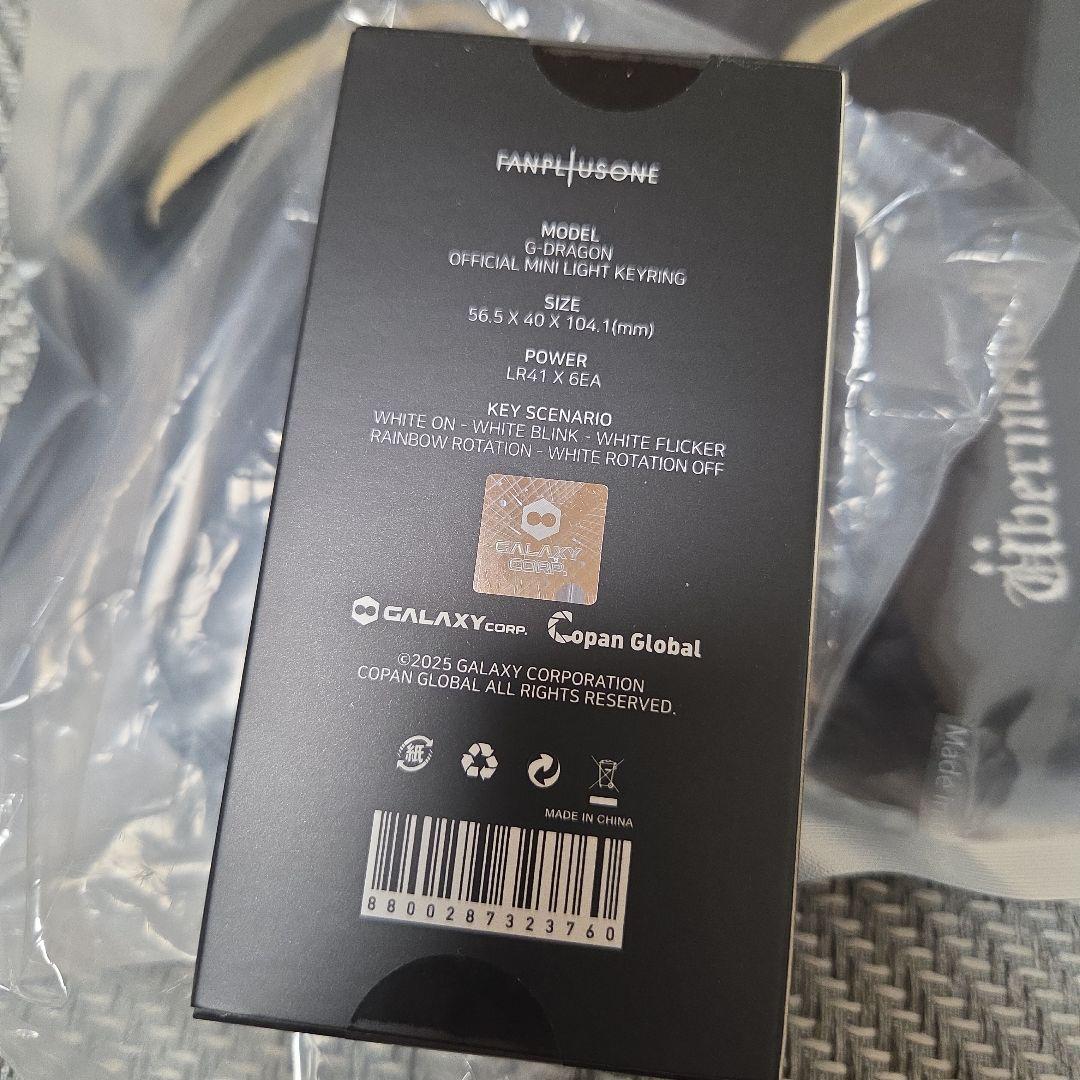 FANPLUSONE
MODEL
G-DRAGON
OFFICIAL MINI LIGHT KEYRING
SIZE
56.5 X 40 X 104.1(mm)
POWER
LR41 X 6EA
KEY SCENARIO
WHITE ON - WHITE BLINK - WHITE FLICKER
RAINBOW ROTATION - WHITE ROTATION OFF
GALAXY
CORP.
GALAXY CORP.
Copan Global
©2025 GALAXY CORPORATION
COPAN GLOBAL ALL RIGHTS RESERVED.
紙
MADE IN CHINA
8800287323760
Made